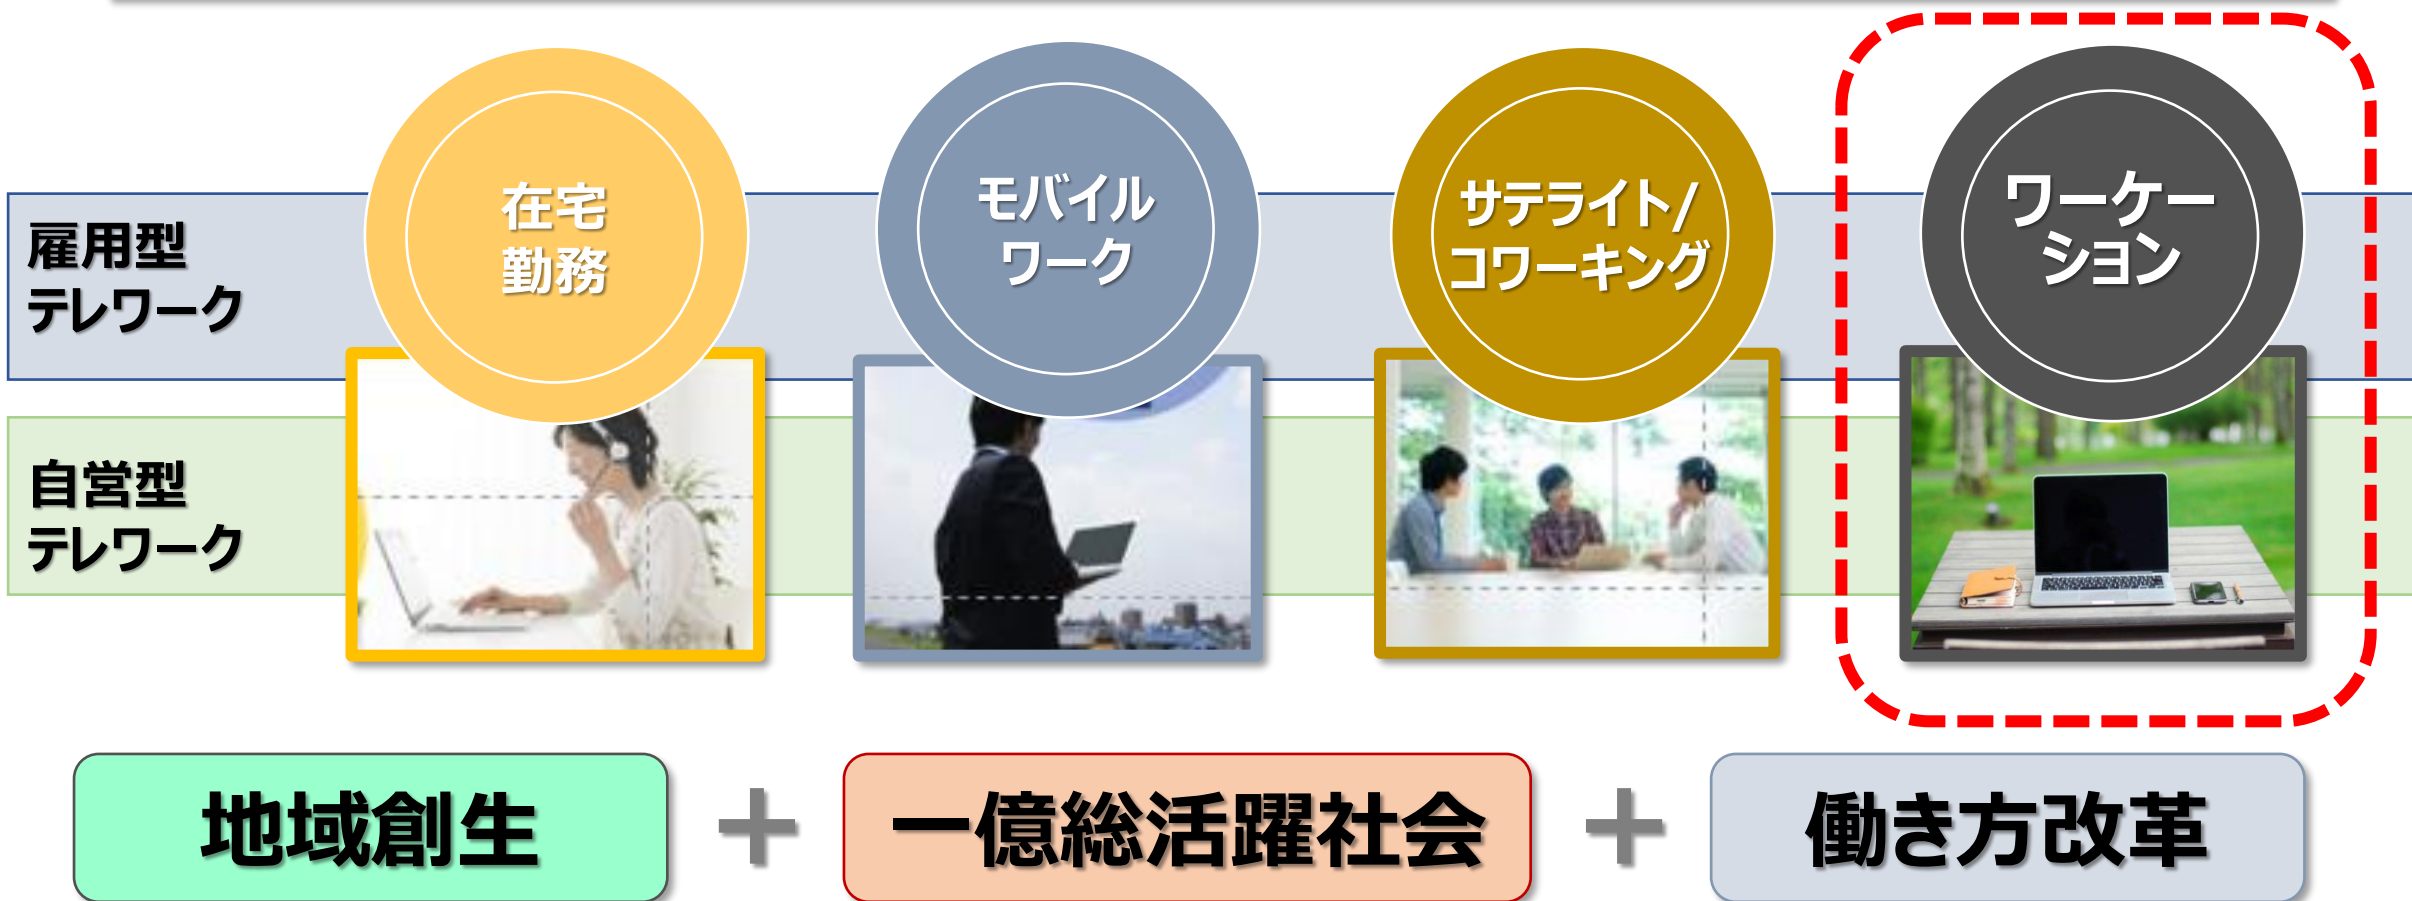 在宅
勤務
モバイル
ワーク
サテライト/
コワーキング
ワーケー
ション
雇用型
テレワーク
自営型
テレワーク
地域創生
+
一億総活躍社会
+
働き方改革